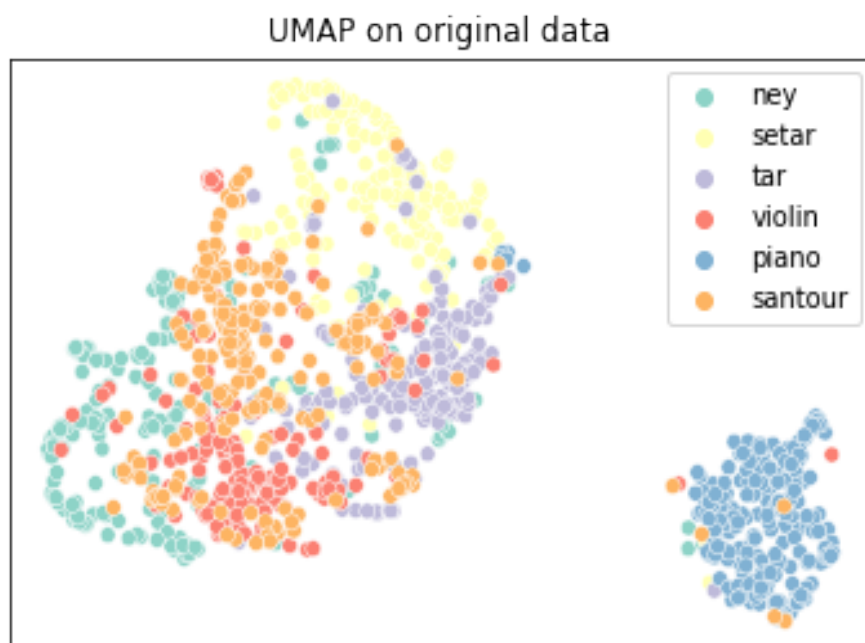 UMAP on original data
ney
setar
tar
violin
piano
santour